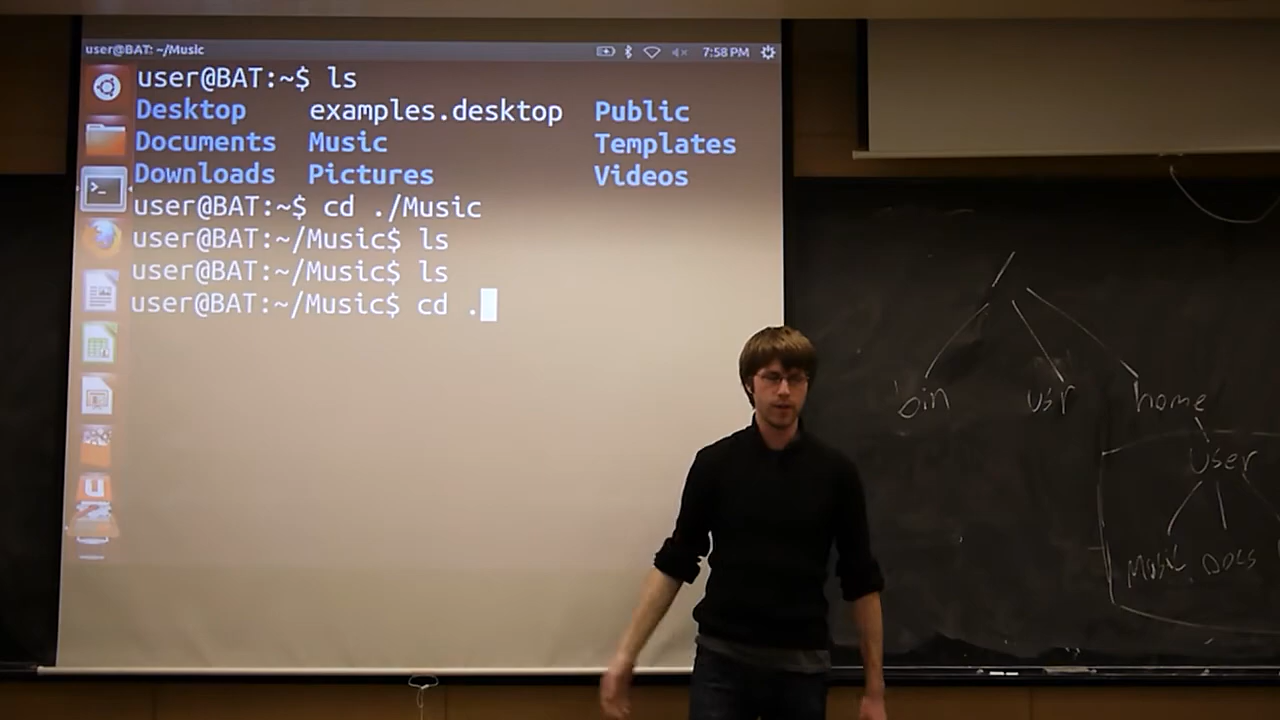 user@BAT: ~/Music 7:58 PM
user@BAT:~$ ls
Desktop examples.desktop Public
Documents Music Templates
Downloads Pictures Videos
user@BAT:~$ cd ./Music
user@BAT:~/Music$ ls
user@BAT:~/Music$ ls
user@BAT:~/Music$ cd .
/
bin usr home
user
Music Docs